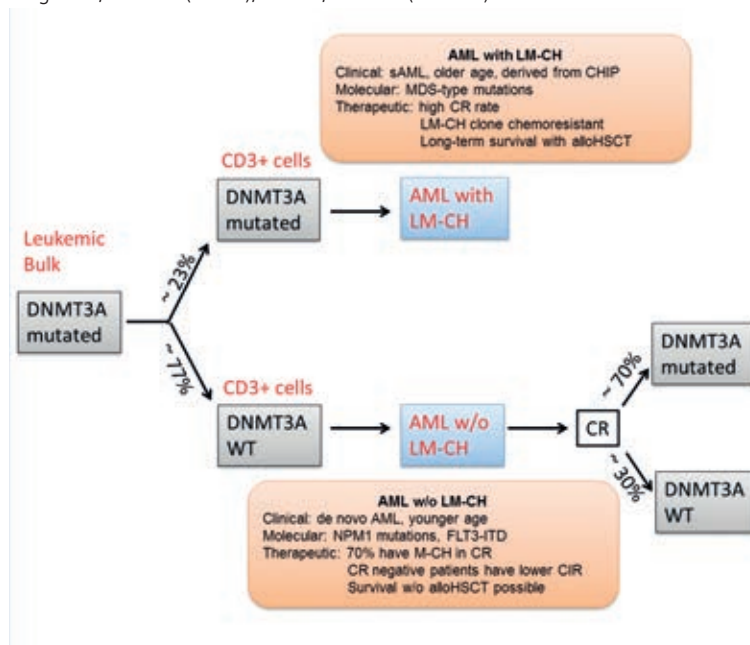 AML with LM-CH
Clinical: sAML, older age, derived from CHIP
Molecular: MDS-type mutations
Therapeutic: high CR rate
LM-CH clone chemoresistant
Long-term survival with alloHSCT
CD3+ cells
DNMT3A
mutated
AML with
LM-CH
Leukemic
Bulk
DNMT3A
mutated
~ 23%
~ 77%
CD3+ cells
DNMT3A
WT
AML w/o
LM-CH
CR
~ 70%
~ 30%
DNMT3A
mutated
DNMT3A
WT
AML w/o LM-CH
Clinical: de novo AML, younger age
Molecular: NPM1 mutations, FLT3-ITD
Therapeutic: 70% have M-CH in CR
CR negative patients have lower CIR
Survival w/o alloHSCT possible